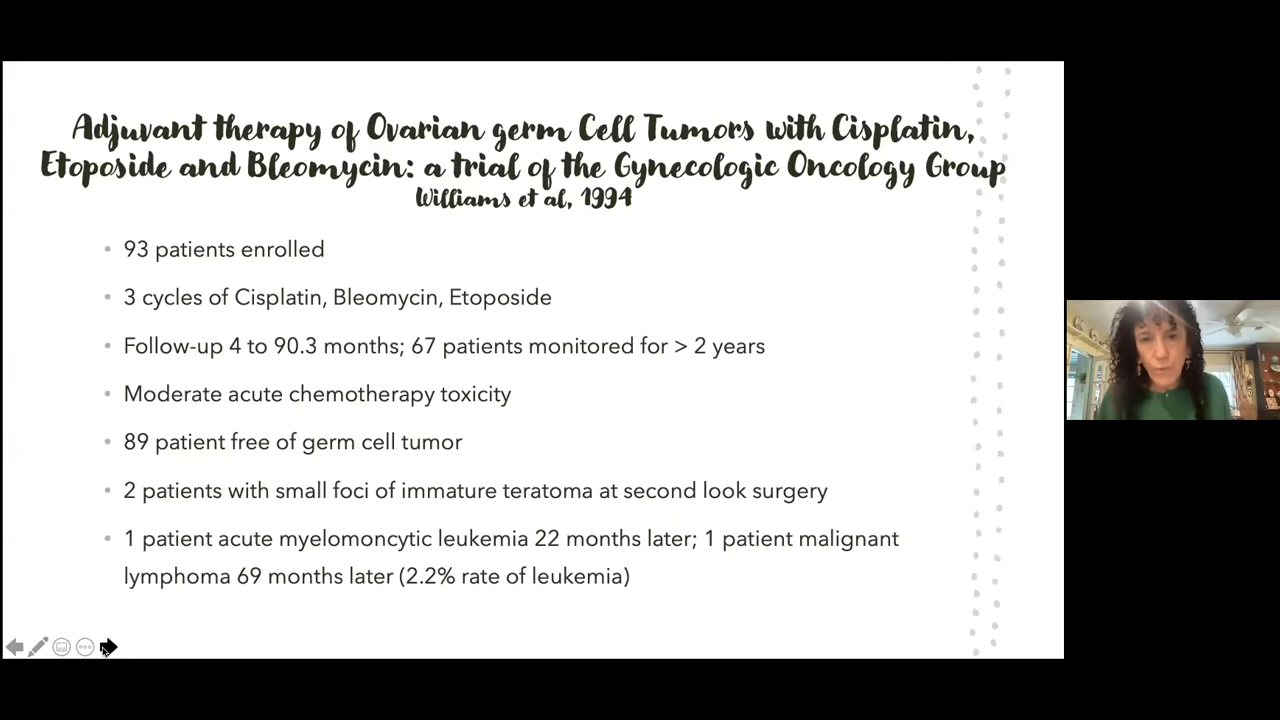 Adjuvant therapy of Ovarian germ Cell Tumors with Cisplatin,
Etoposide and Bleomycin: a trial of the Gynecologic Oncology Group
Williams et al, 1994
• 93 patients enrolled
• 3 cycles of Cisplatin, Bleomycin, Etoposide
• Follow-up 4 to 90.3 months; 67 patients monitored for > 2 years
• Moderate acute chemotherapy toxicity
• 89 patient free of germ cell tumor
• 2 patients with small foci of immature teratoma at second look surgery
• 1 patient acute myelomoncytic leukemia 22 months later; 1 patient malignant
lymphoma 69 months later (2.2% rate of leukemia)